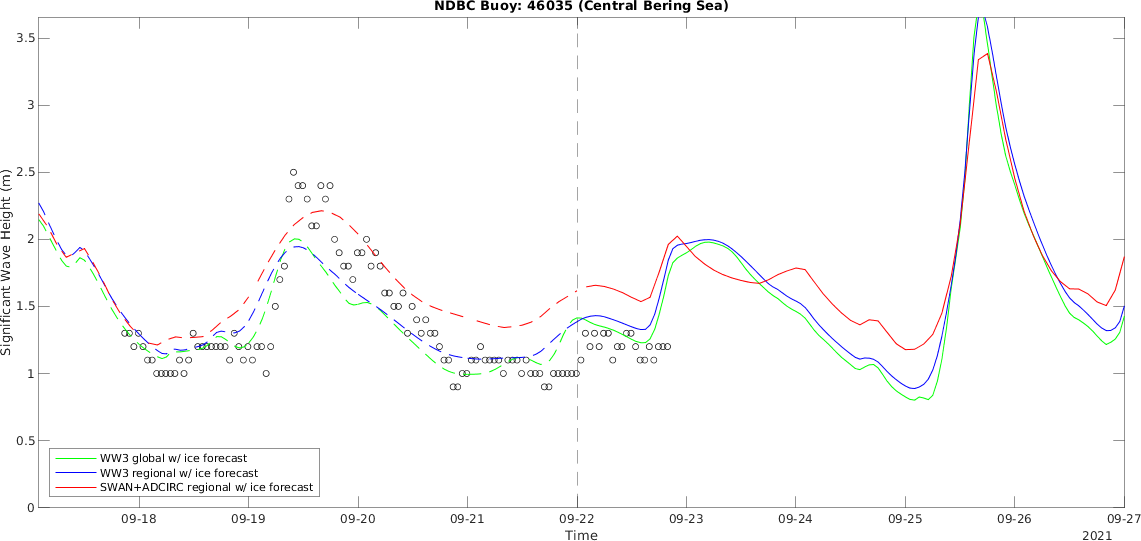 NDBC Buoy: 46035 (Central Bering Sea)
Significant Wave Height (m)
3.5
3
2.5
2
1.5
1
0.5
0
WW3 global w/ ice forecast
WW3 regional w/ ice forecast
SWAN+ADCIRC regional w/ ice forecast
09-18 09-19 09-20 09-21 09-22 09-23 09-24 09-25 09-26 09-27
Time
2021